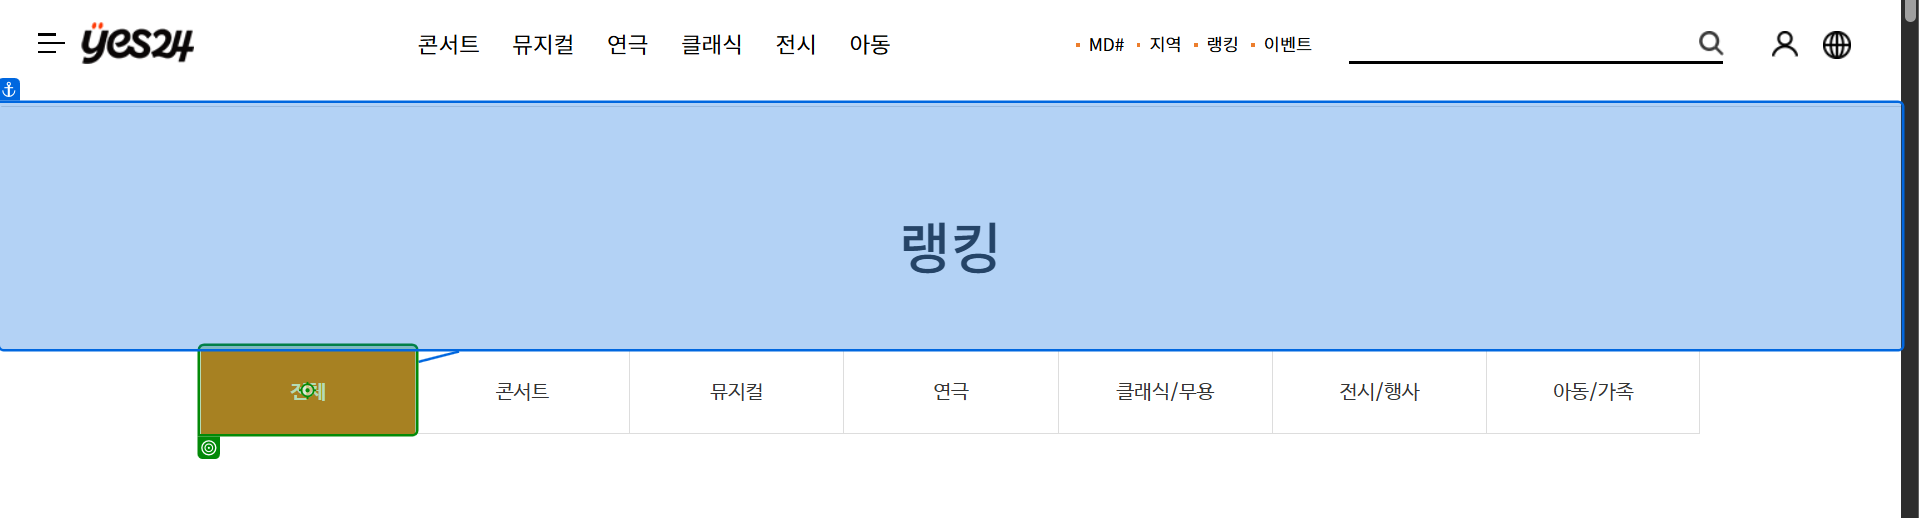 yes24 콘서트 뮤지컬 연극 클래식 전시 아동 MD# 지역 랭킹 이벤트
랭킹
전체 콘서트 뮤지컬 연극 클래식/무용 전시/행사 아동/가족